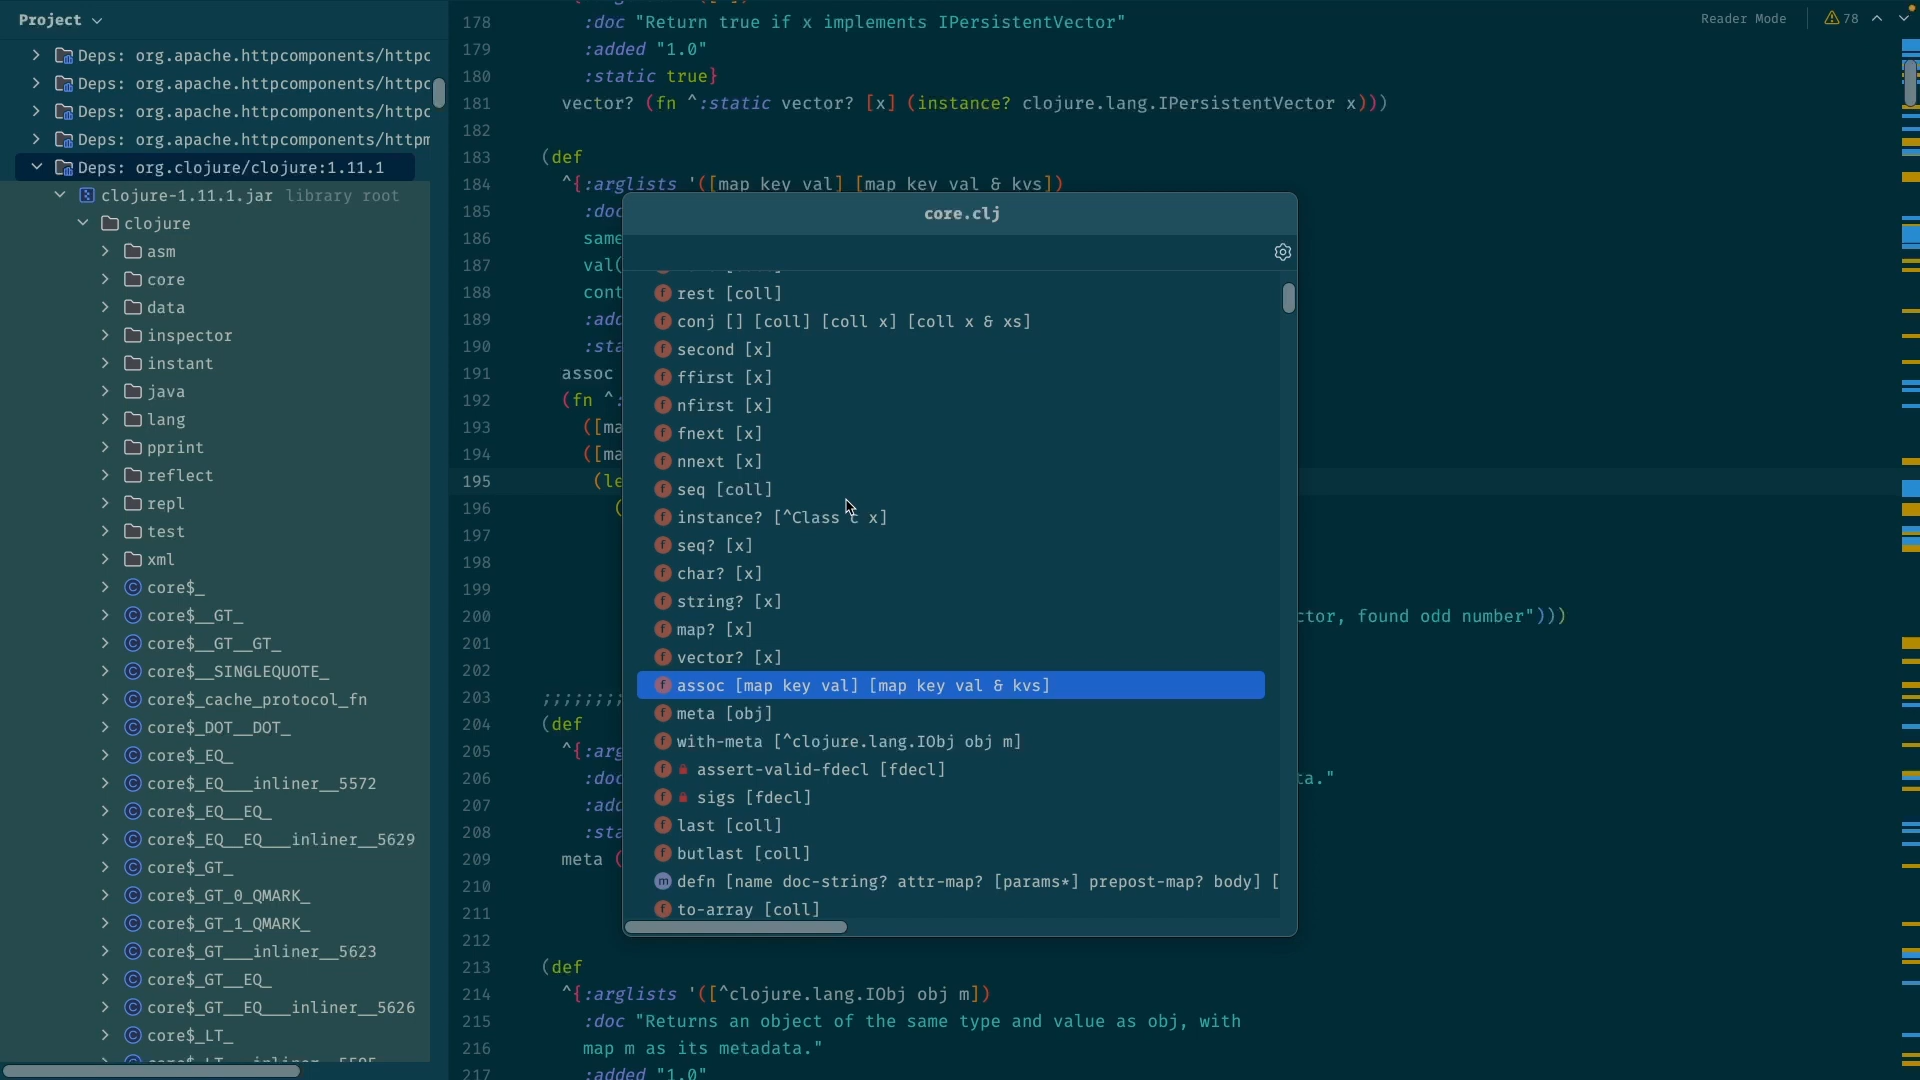 Project
Deps: org.apache.httpcomponents/httpc
Deps: org.apache.httpcomponents/httpc
Deps: org.apache.httpcomponents/httpc
Deps: org.apache.httpcomponents/httpm
Deps: org.clojure/clojure:1.11.1
clojure-1.11.1.jar library root
clojure
asm
core
data
inspector
instant
java
lang
pprint
reflect
repl
test
xml
core$_
core$__GT_
core$__GT__GT_
core$__SINGLEQUOTE_
core$_cache_protocol_fn
core$_DOT__DOT_
core$_EQ_
core$_EQ___inliner__5572
core$_EQ__EQ_
core$_EQ__EQ___inliner__5629
core$_GT_
core$_GT_0_QMARK_
core$_GT_1_QMARK_
core$_GT___inliner__5623
core$_GT__EQ_
core$_GT__EQ___inliner__5626
core$_LT_
Reader Mode 78
178 :doc "Return true if x implements IPersistentVector"
179 :added "1.0"
180 :static true}
181 vector? (fn ^:static vector? [x] (instance? clojure.lang.IPersistentVector x)))
182
183 (def
184 ^{:arglists '([map key val] [map key val & kvs])
185 :doc
186 same
187 val(
188 cont
189 :add
190 :sta
191 assoc
192 (fn ^:
193 ([ma
194 ([ma
195 (le
196 (
197
198
199
200 ctor, found odd number")))
201
202
203 ;;;;;;;;
204 (def
205 ^{:arg
206 :doc ta."
207 :add
208 :sta
209 meta (
210
211
212
213 (def
214 ^{:arglists '([^clojure.lang.IObj obj m])
215 :doc "Returns an object of the same type and value as obj, with
216 map m as its metadata."
217 :added "1.0"
core.clj
rest [coll]
conj [] [coll] [coll x] [coll x & xs]
second [x]
ffirst [x]
nfirst [x]
fnext [x]
nnext [x]
seq [coll]
instance? [^Class c x]
seq? [x]
char? [x]
string? [x]
map? [x]
vector? [x]
assoc [map key val] [map key val & kvs]
meta [obj]
with-meta [^clojure.lang.IObj obj m]
assert-valid-fdecl [fdecl]
sigs [fdecl]
last [coll]
butlast [coll]
defn [name doc-string? attr-map? [params*] prepost-map? body] [
to-array [coll]